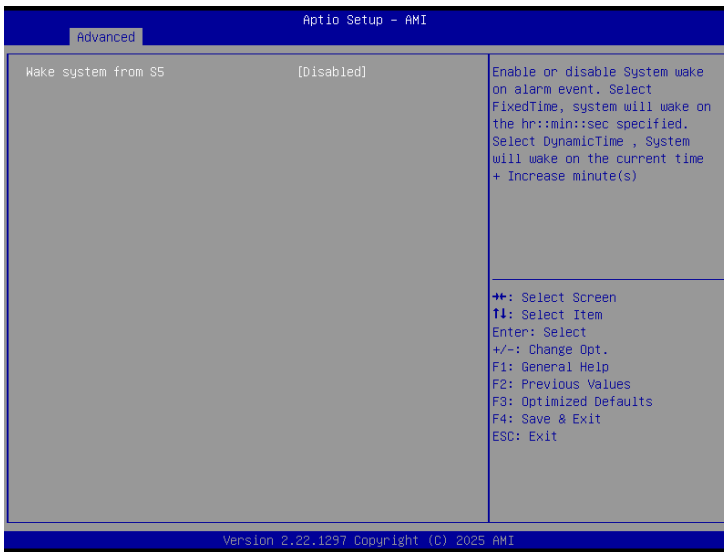 Aptio Setup - AMI
Advanced
Wake system from S5 [Disabled]
Enable or disable System wake
on alarm event. Select
FixedTime, system will wake on
the hr::min::sec specified.
Select DynamicTime , System
will wake on the current time
+ Increase minute(s)
→←: Select Screen
↑↓: Select Item
Enter: Select
+/-: Change Opt.
F1: General Help
F2: Previous Values
F3: Optimized Defaults
F4: Save & Exit
ESC: Exit
Version 2.22.1297 Copyright (C) 2025 AMI